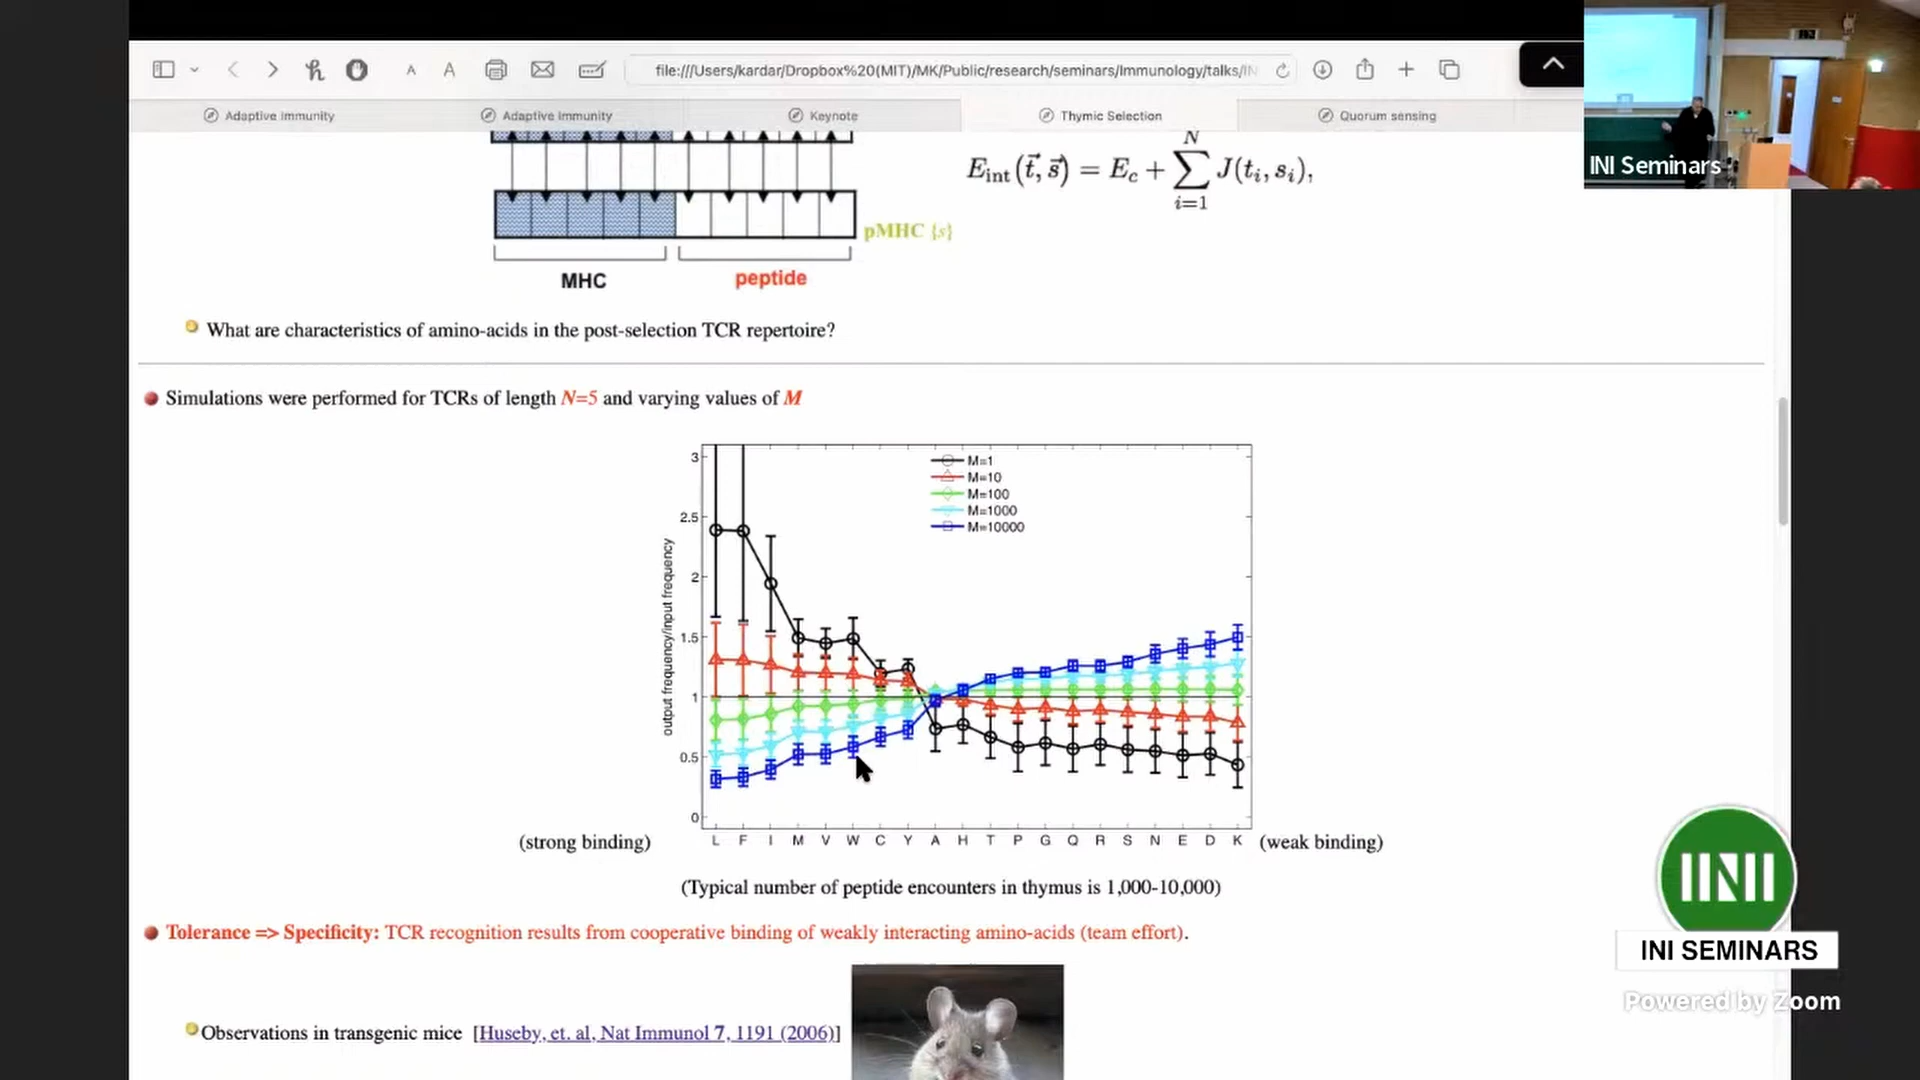 A A file:///Users/kardar/Dropbox%20(MIT)/MK/Public/research/seminars/Immunology/talks/IN
Adaptive Immunity Adaptive Immunity Keynote Thymic Selection Quorum sensing
INI Seminars
E_int(t⃗, s⃗) = E_c + ∑_{i=1}^{N} J(t_i, s_i),
pMHC {s}
MHC peptide
What are characteristics of amino-acids in the post-selection TCR repertoire?
Simulations were performed for TCRs of length N=5 and varying values of M
M=1
M=10
M=100
M=1000
M=10000
output frequency/input frequency
3
2.5
2
1.5
1
0.5
0
(strong binding) L F I M V W C Y A H T P G Q R S N E D K (weak binding)
(Typical number of peptide encounters in thymus is 1,000-10,000)
Tolerance => Specificity: TCR recognition results from cooperative binding of weakly interacting amino-acids (team effort).
Observations in transgenic mice [Huseby, et. al, Nat Immunol 7, 1191 (2006)]
INI
INI SEMINARS
Powered by Zoom